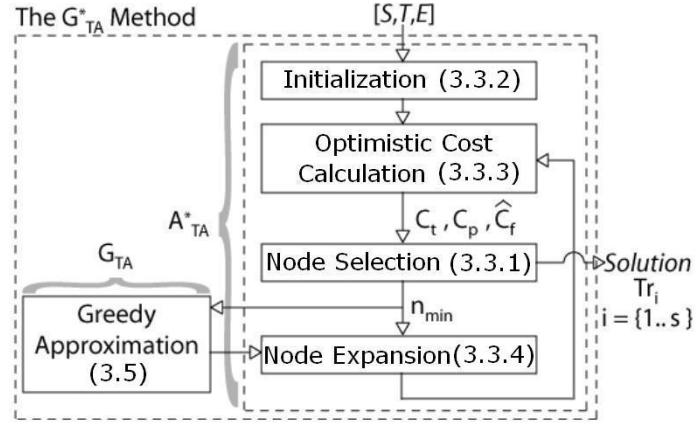 The G*TA Method
[S,T,E]
Initialization (3.3.2)
Optimistic Cost
Calculation (3.3.3)
A*TA
Ct , Cp , Ĉf
GTA
Node Selection (3.3.1)
Solution
Tri
i = {1.. s }
nmin
Greedy
Approximation
(3.5)
Node Expansion(3.3.4)